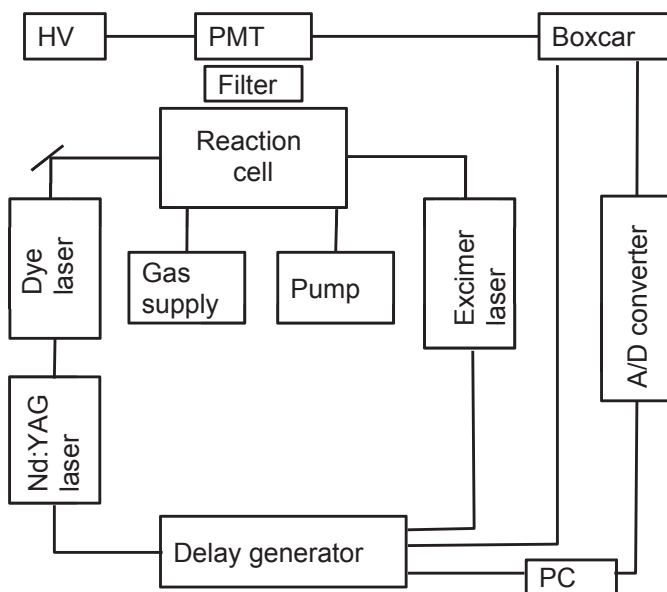 HV
PMT
Boxcar
Filter
Reaction
cell
Dye
laser
Gas
supply
Pump
Excimer
laser
A/D converter
Nd:YAG
laser
Delay generator
PC